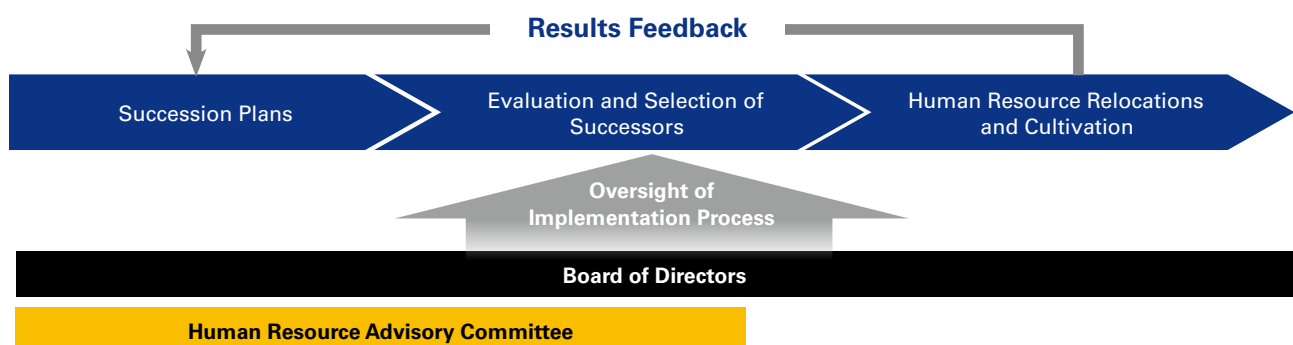 Results Feedback
Succession Plans
Evaluation and Selection of
Successors
Human Resource Relocations
and Cultivation
Oversight of
Implementation Process
Board of Directors
Human Resource Advisory Committee